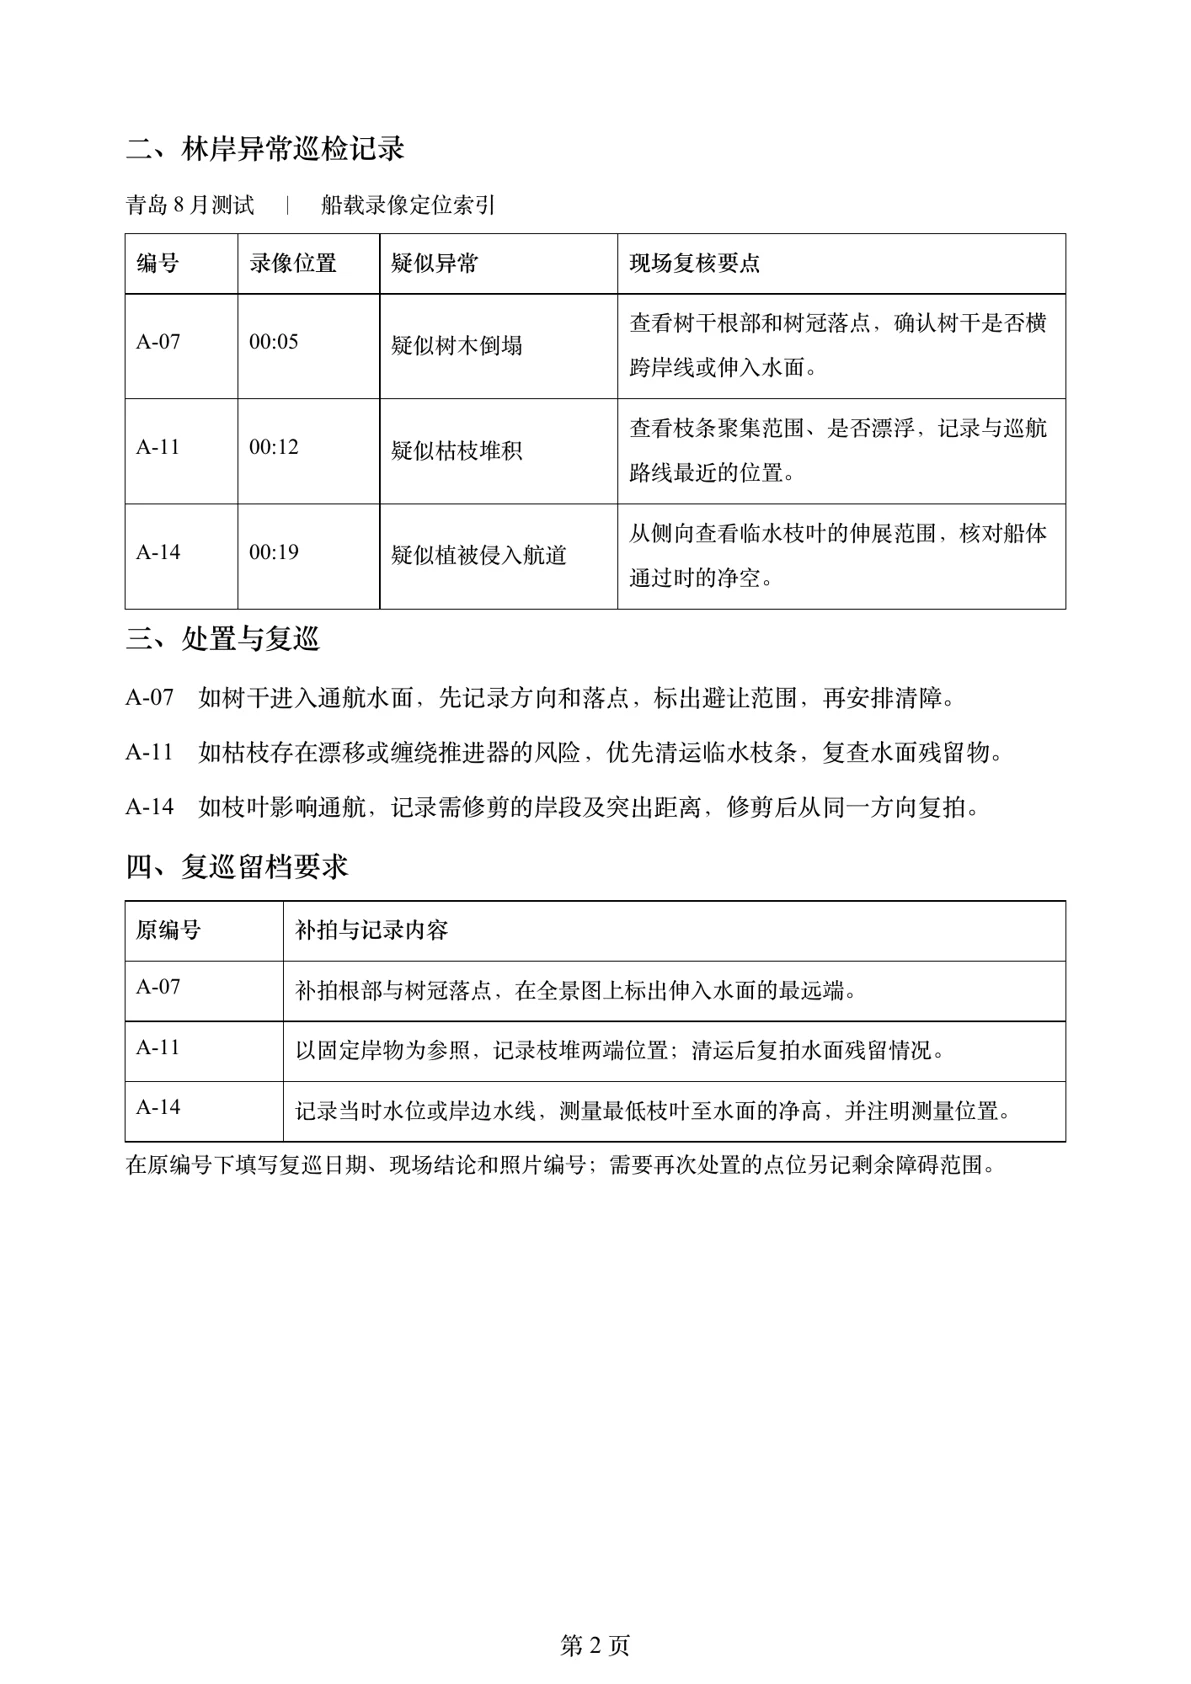 二、林岸异常巡检记录
青岛 8 月测试 | 船载录像定位索引
编号 录像位置 疑似异常 现场复核要点
A-07 00:05 疑似树木倒塌 查看树干根部和树冠落点，确认树干是否横
跨岸线或伸入水面。
A-11 00:12 疑似枯枝堆积 查看枝条聚集范围、是否漂浮，记录与巡航
路线最近的位置。
A-14 00:19 疑似植被侵入航道 从侧向查看临水枝叶的伸展范围，核对船体
通过时的净空。
三、处置与复巡
A-07 如树干进入通航水面，先记录方向和落点，标出避让范围，再安排清障。
A-11 如枯枝存在漂移或缠绕推进器的风险，优先清运临水枝条，复查水面残留物。
A-14 如枝叶影响通航，记录需修剪的岸段及突出距离，修剪后从同一方向复拍。
四、复巡留档要求
原编号 补拍与记录内容
A-07 补拍根部与树冠落点，在全景图上标出伸入水面的最远端。
A-11 以固定岸物为参照，记录枝堆两端位置；清运后复拍水面残留情况。
A-14 记录当时水位或岸边水线，测量最低枝叶至水面的净高，并注明测量位置。
在原编号下填写复巡日期、现场结论和照片编号；需要再次处置的点位另记剩余障碍范围。
第 2 页